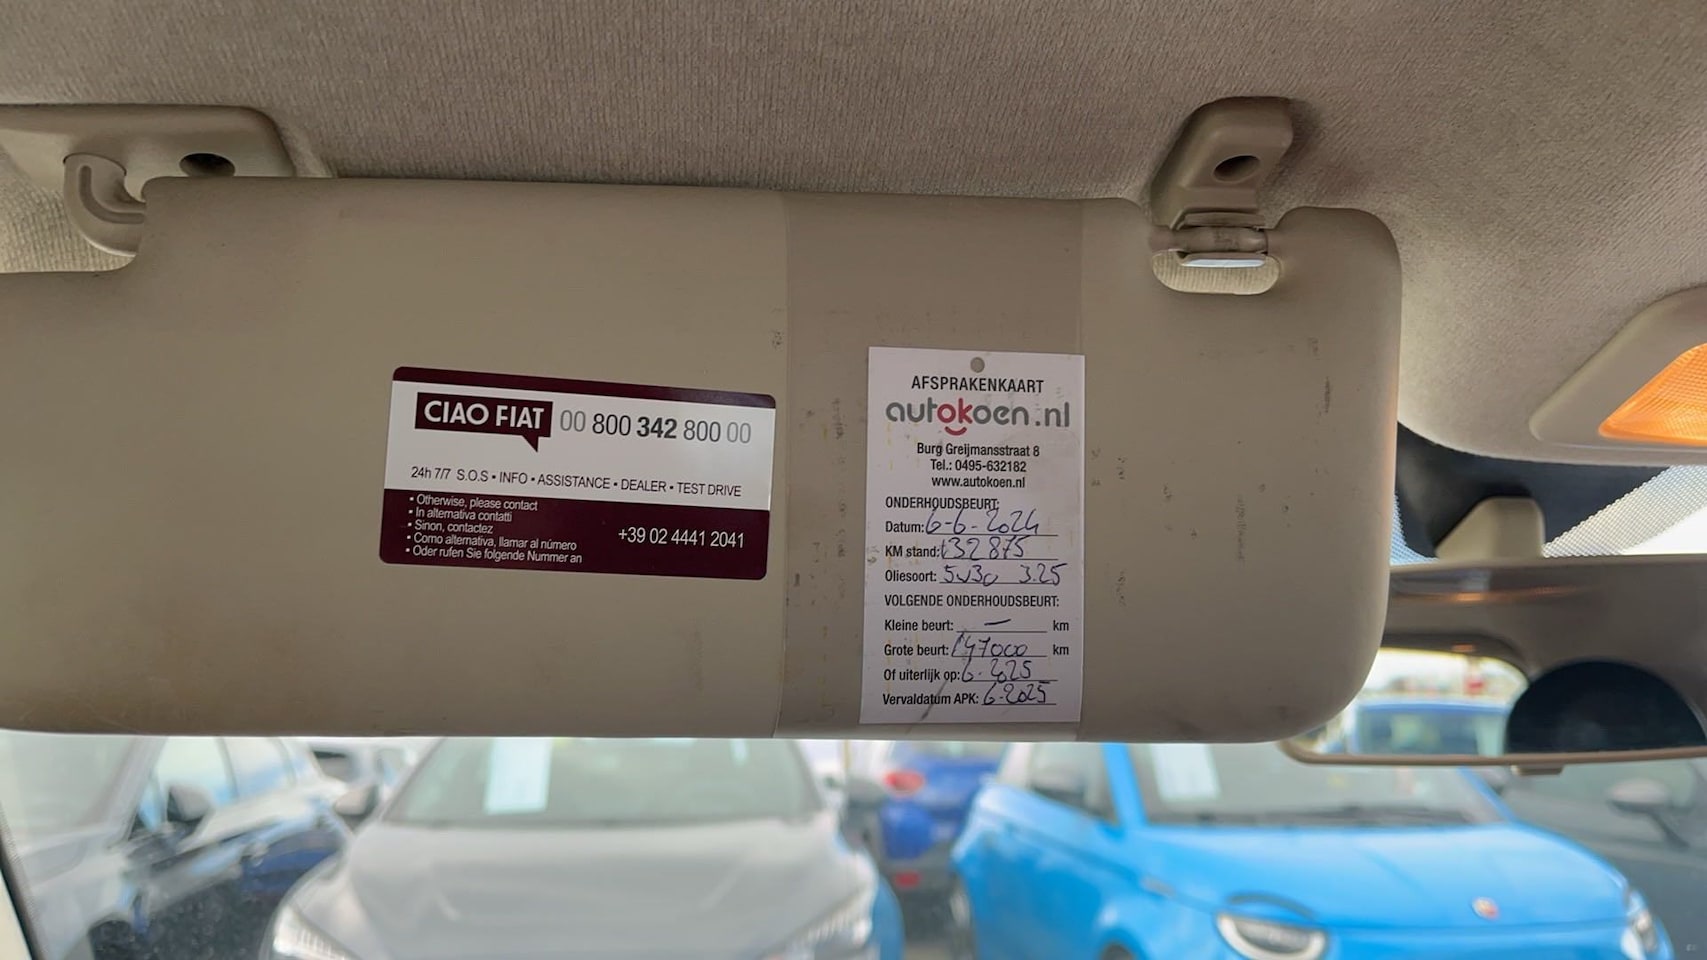 CIAO FIAT 00 800 342 800 00
24h 7/7 S.O.S • INFO • ASSISTANCE • DEALER • TEST DRIVE
• Otherwise, please contact
• In alternativa contatti
• Sinon, contactez
• Como alternativa, llamar al número
• Oder rufen Sie folgende Nummer an
+39 02 4441 2041
AFSPRAKENKAART
autokoen.nl
Burg Greijmansstraat 8
Tel.: 0495-632182
www.autokoen.nl
ONDERHOUDSBEURT:
Datum: 6-6-2024
KM stand: 132875
Oliesoort: 5w30 3.25
VOLGENDE ONDERHOUDSBEURT:
Kleine beurt: — km
Grote beurt: 147000 km
Of uiterlijk op: 6-2025
Vervaldatum APK: 6-2025